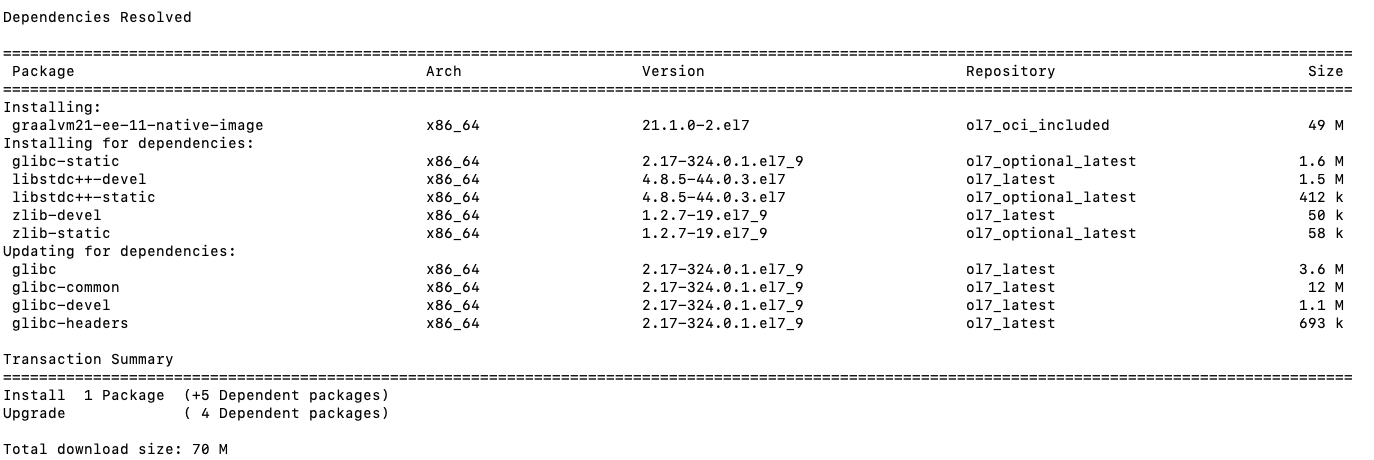 Dependencies Resolved
================================================================================================================================================================
 Package                                       Arch                    Version                             Repository                            Size
================================================================================================================================================================
Installing:
 graalvm21-ee-11-native-image                  x86_64                  21.1.0-2.el7                        ol7_oci_included                      49 M
Installing for dependencies:
 glibc-static                                  x86_64                  2.17-324.0.1.el7_9                  ol7_optional_latest                  1.6 M
 libstdc++-devel                               x86_64                  4.8.5-44.0.3.el7                    ol7_latest                           1.5 M
 libstdc++-static                              x86_64                  4.8.5-44.0.3.el7                    ol7_optional_latest                  412 k
 zlib-devel                                    x86_64                  1.2.7-19.el7_9                      ol7_latest                            50 k
 zlib-static                                   x86_64                  1.2.7-19.el7_9                      ol7_optional_latest                   58 k
Updating for dependencies:
 glibc                                         x86_64                  2.17-324.0.1.el7_9                  ol7_latest                           3.6 M
 glibc-common                                  x86_64                  2.17-324.0.1.el7_9                  ol7_latest                            12 M
 glibc-devel                                   x86_64                  2.17-324.0.1.el7_9                  ol7_latest                           1.1 M
 glibc-headers                                 x86_64                  2.17-324.0.1.el7_9                  ol7_latest                           693 k
Transaction Summary
================================================================================================================================================================
Install  1 Package  (+5 Dependent packages)
Upgrade             ( 4 Dependent packages)
Total download size: 70 M